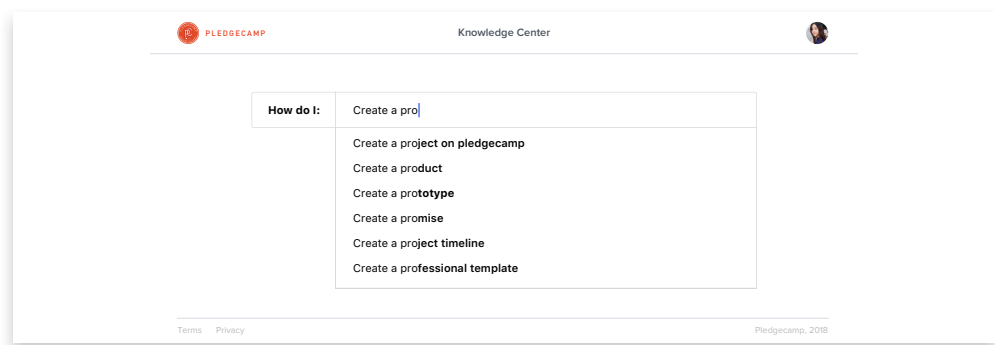 PLEDGECAMP Knowledge Center
How do I: Create a pro
Create a project on pledgecamp
Create a product
Create a prototype
Create a promise
Create a project timeline
Create a professional template
Terms Privacy Pledgecamp, 2018